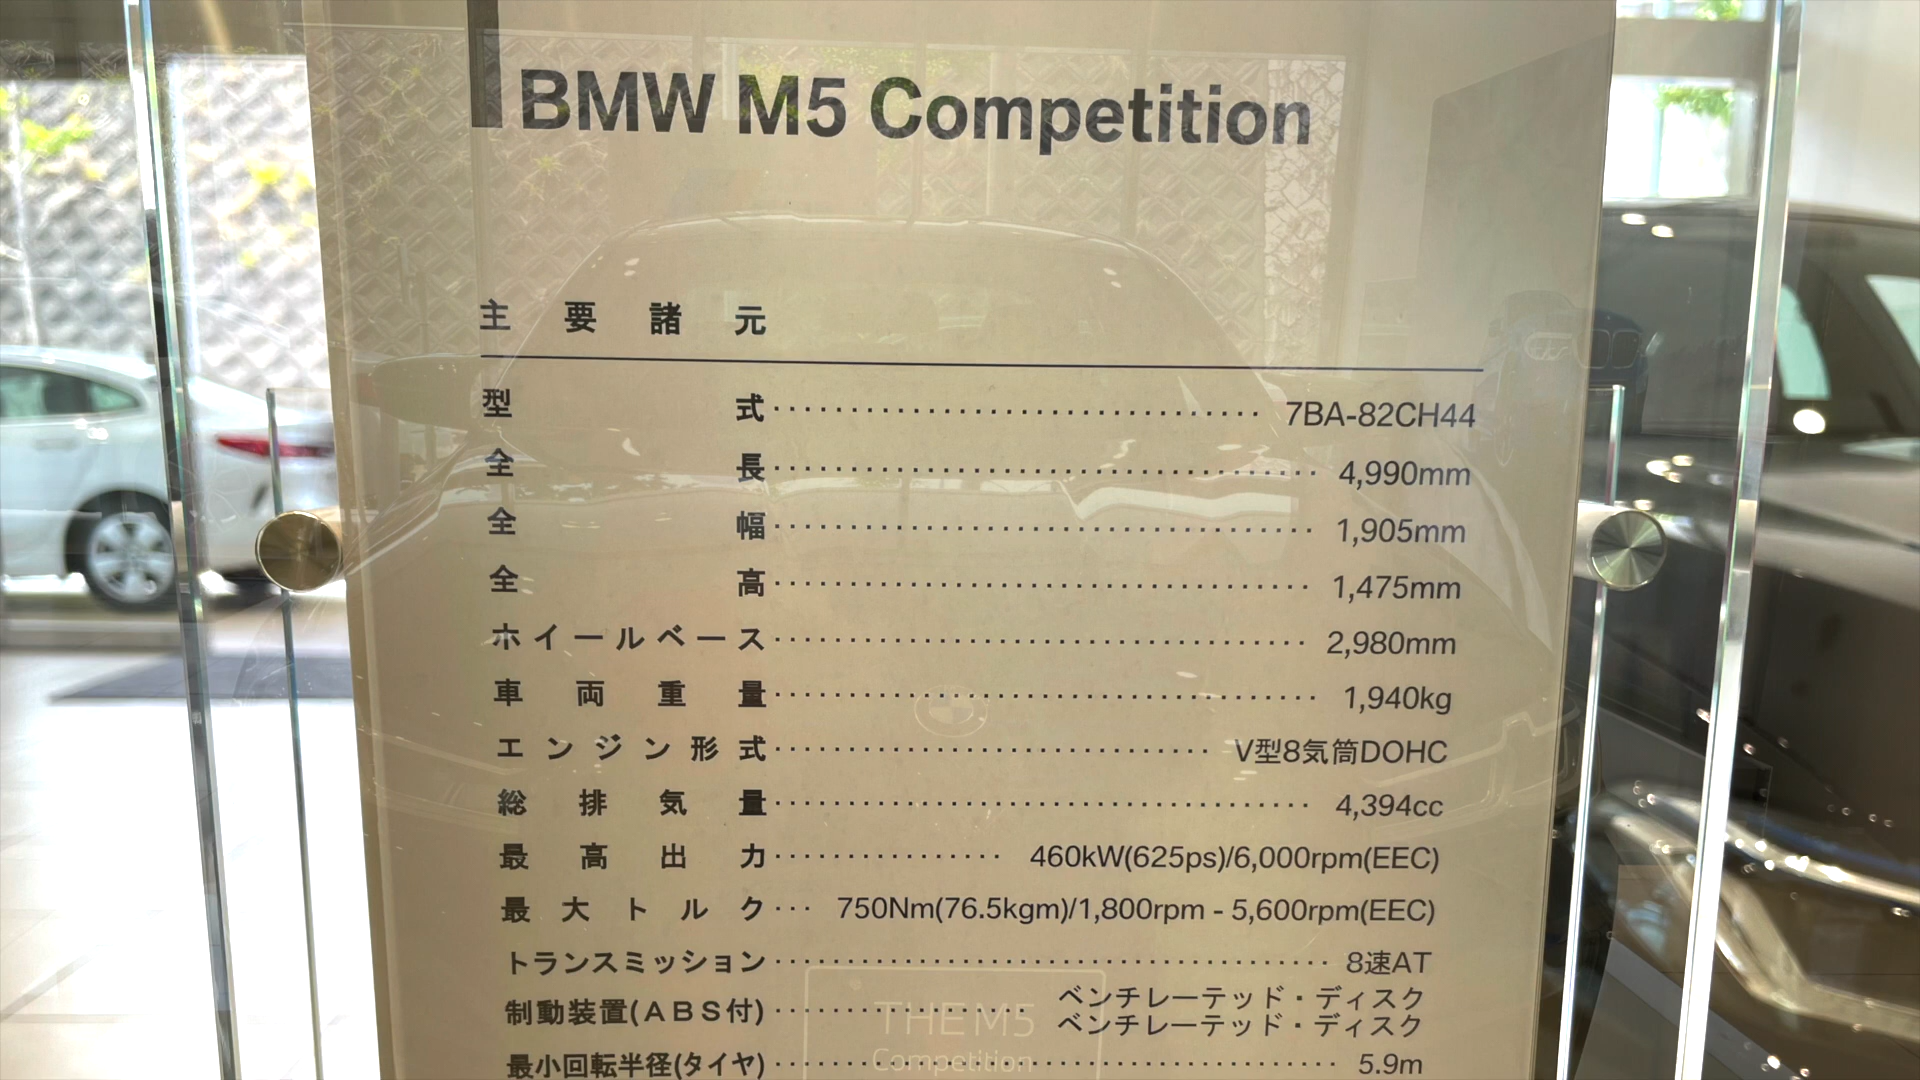 BMW M5 Competition
主要諸元
型式 7BA-82CH44
全長 4,990mm
全幅 1,905mm
全高 1,475mm
ホイールベース 2,980mm
車両重量 1,940kg
エンジン形式 V型8気筒DOHC
総排気量 4,394cc
最高出力 460kW(625ps)/6,000rpm(EEC)
最大トルク 750Nm(76.5kgm)/1,800rpm - 5,600rpm(EEC)
トランスミッション 8速AT
制動装置(ABS付) ベンチレーテッド・ディスク
ベンチレーテッド・ディスク
THE M5
Competition
最小回転半径(タイヤ) 5.9m